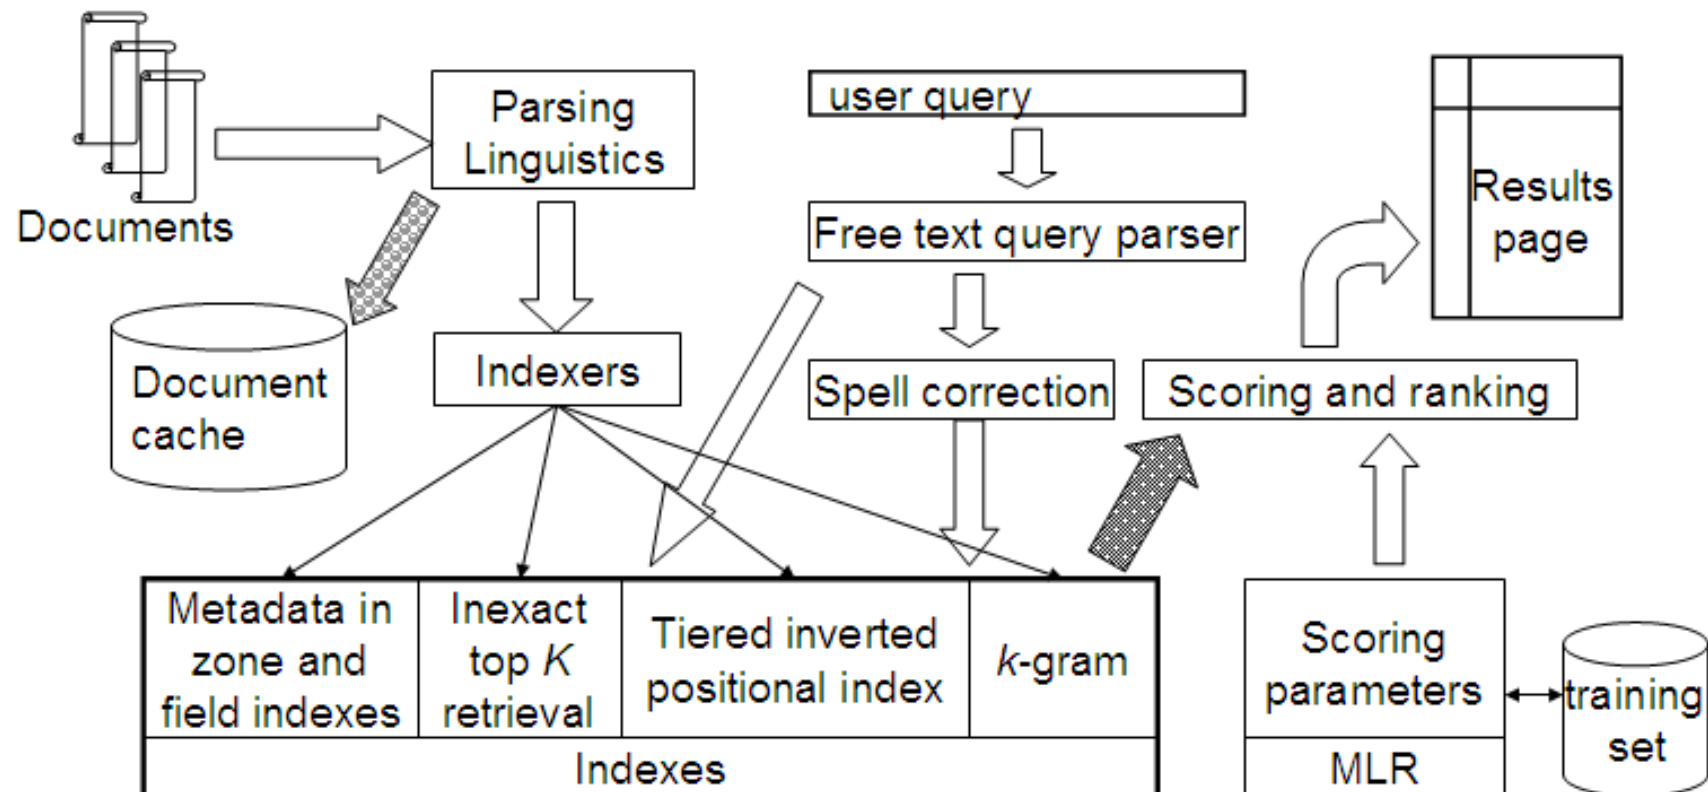 Documents
Parsing
Linguistics
user query
Free text query parser
Results
page
Document
cache
Indexers
Spell correction
Scoring and ranking
Metadata in
zone and
field indexes
Inexact
top K
retrieval
Tiered inverted
positional index
k-gram
Indexes
Scoring
parameters
MLR
training
set